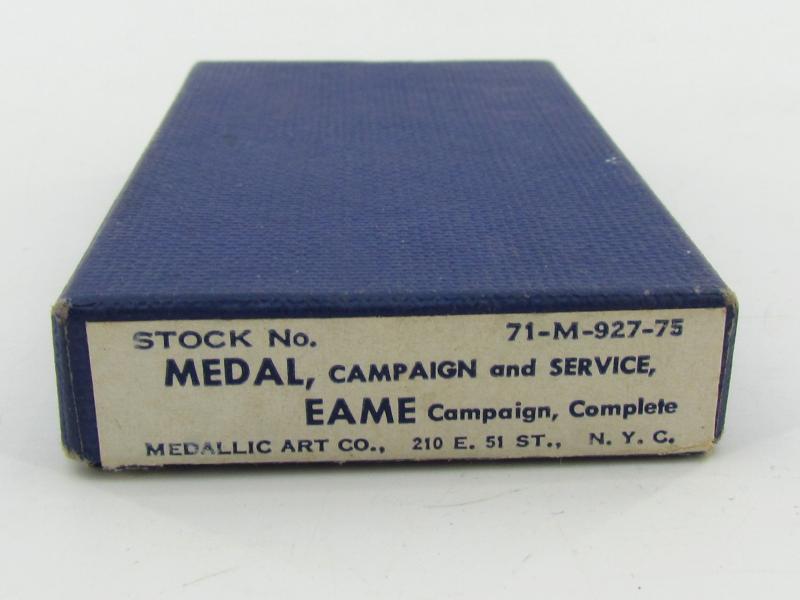 STOCK No. 71-M-927-75
MEDAL, CAMPAIGN and SERVICE,
EAME Campaign, Complete
MEDALLIC ART CO., 210 E. 51 ST., N. Y. C.